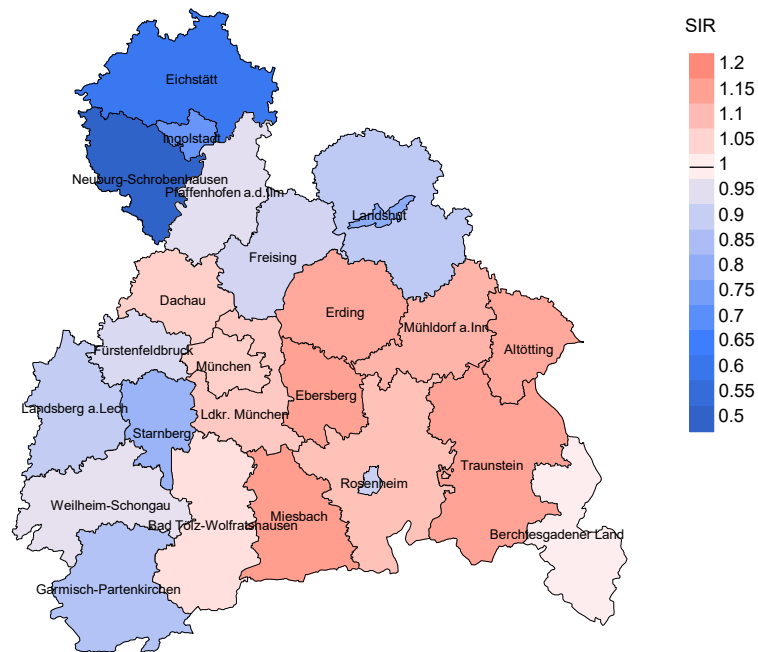 SIR
1.2
1.15
1.1
1.05
1
0.95
0.9
0.85
0.8
0.75
0.7
0.65
0.6
0.55
0.5
Eichstätt
Ingolstadt
Neuburg-Schrobenhausen
Pfaffenhofen a.d.Ilm
Landshut
Freising
Dachau
Erding
Mühldorf a.Inn
Altötting
Fürstenfeldbruck
München
Ebersberg
Landsberg a.Lech
Ldkr. München
Starnberg
Traunstein
Rosenheim
Weilheim-Schongau
Miesbach
Bad Tölz-Wolfratshausen
Berchtesgadener Land
Garmisch-Partenkirchen